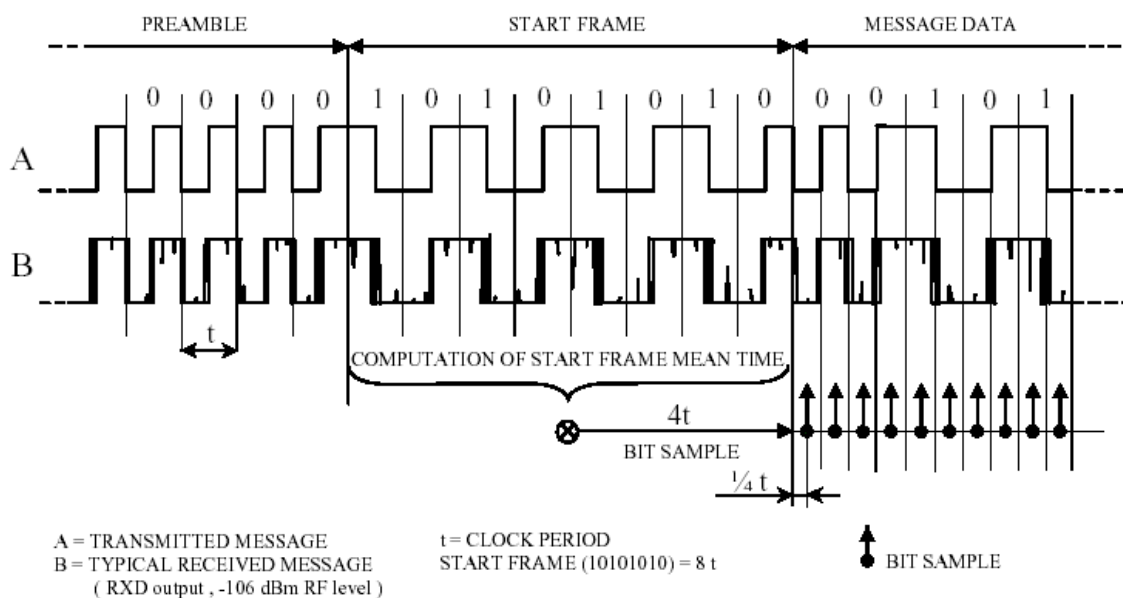 PREAMBLE START FRAME MESSAGE DATA
0 0 0 0 1 0 1 0 1 0 1 0 0 0 1 0 1
A
B
t
COMPUTATION OF START FRAME MEAN TIME
4t
BIT SAMPLE
¼ t
A = TRANSMITTED MESSAGE
B = TYPICAL RECEIVED MESSAGE
( RXD output , -106 dBm RF level )
t = CLOCK PERIOD
START FRAME (10101010) = 8 t
BIT SAMPLE